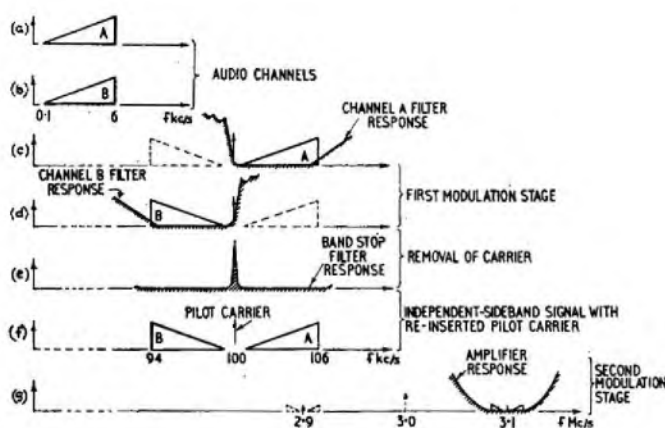 (a)
A
AUDIO CHANNELS
(b)
B
0·1 6 fkc/s
CHANNEL A FILTER RESPONSE
(c)
A
CHANNEL B FILTER RESPONSE
FIRST MODULATION STAGE
(d)
B
BAND STOP FILTER RESPONSE
REMOVAL OF CARRIER
(e)
PILOT CARRIER
INDEPENDENT-SIDEBAND SIGNAL WITH RE-INSERTED PILOT CARRIER
(f)
B A
94 100 106 fkc/s
AMPLIFIER RESPONSE
SECOND MODULATION STAGE
(g)
2·9 3·0 3·1 f Mc/s